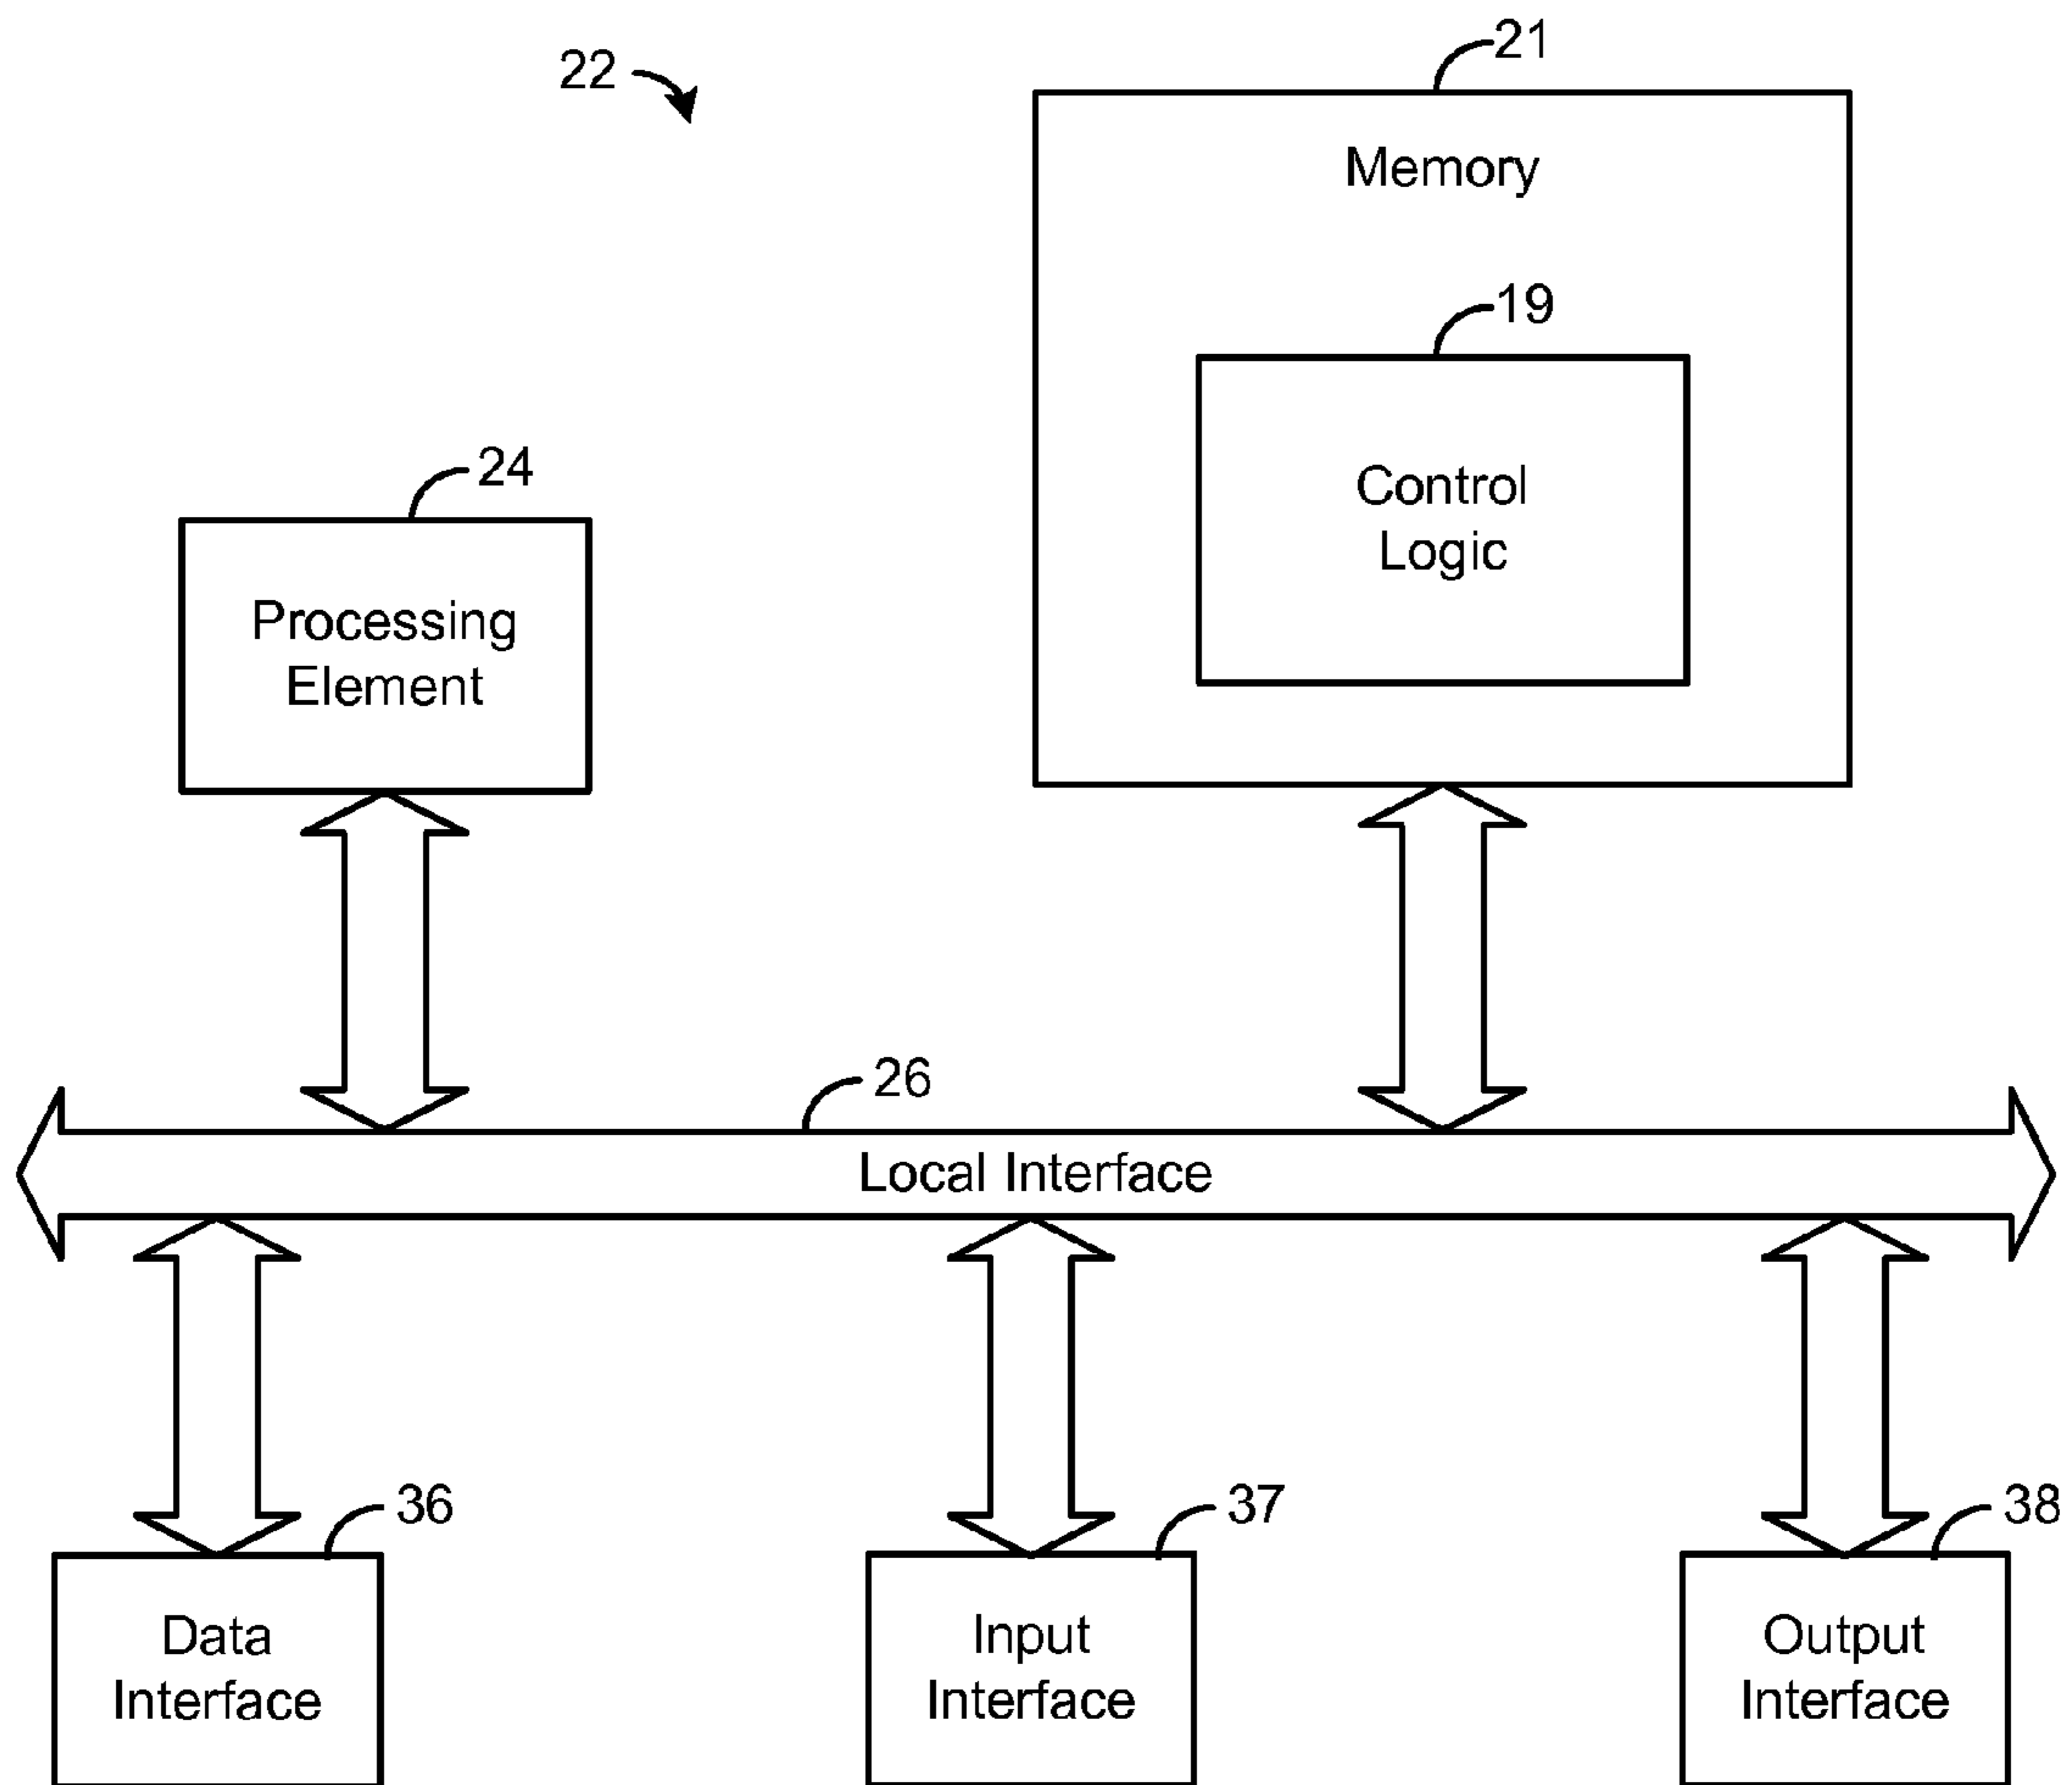 22
21
Memory
19
Control
Logic
24
Processing
Element
26
Local Interface
36
Data
Interface
37
Input
Interface
38
Output
Interface